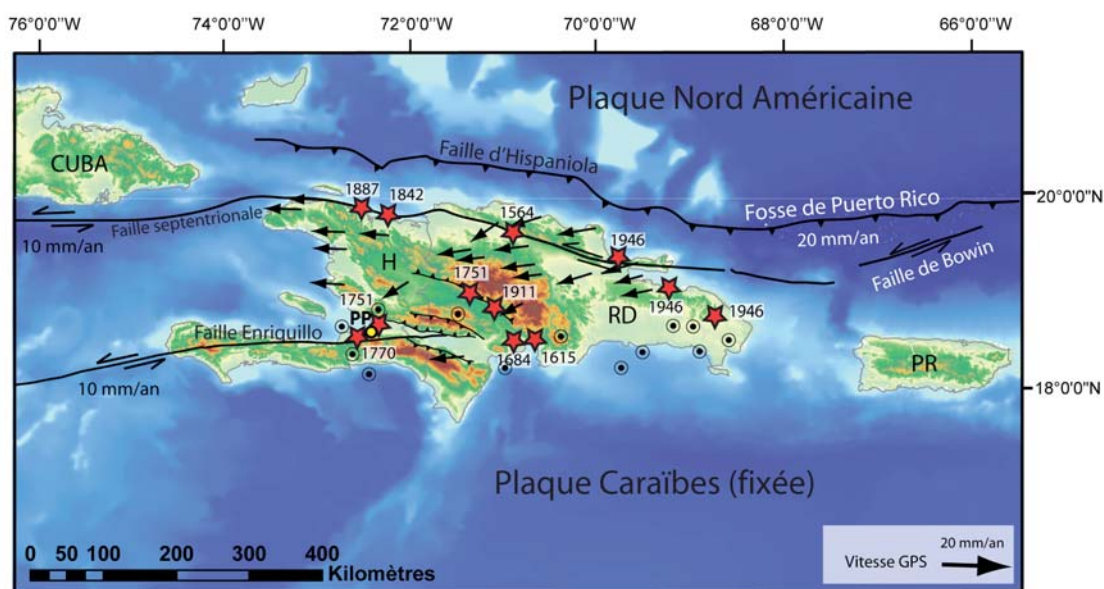 76°0'0"W
74°0'0"W
72°0'0"W
70°0'0"W
68°0'0"W
66°0'0"W
Plaque Nord Américaine
Faille d'Hispaniola
CUBA
20°0'0"N
1887
1842
Fosse de Puerto Rico
Faille septentrionale
1564
10 mm/an
20 mm/an
1946
Faille de Bowin
H
1751
1911
1946
1946
1751
RD
PP
Faille Enriquillo
1770
1684
1615
PR
10 mm/an
18°0'0"N
Plaque Caraïbes (fixée)
20 mm/an
Vitesse GPS
0 50 100 200 300 400
Kilomètres